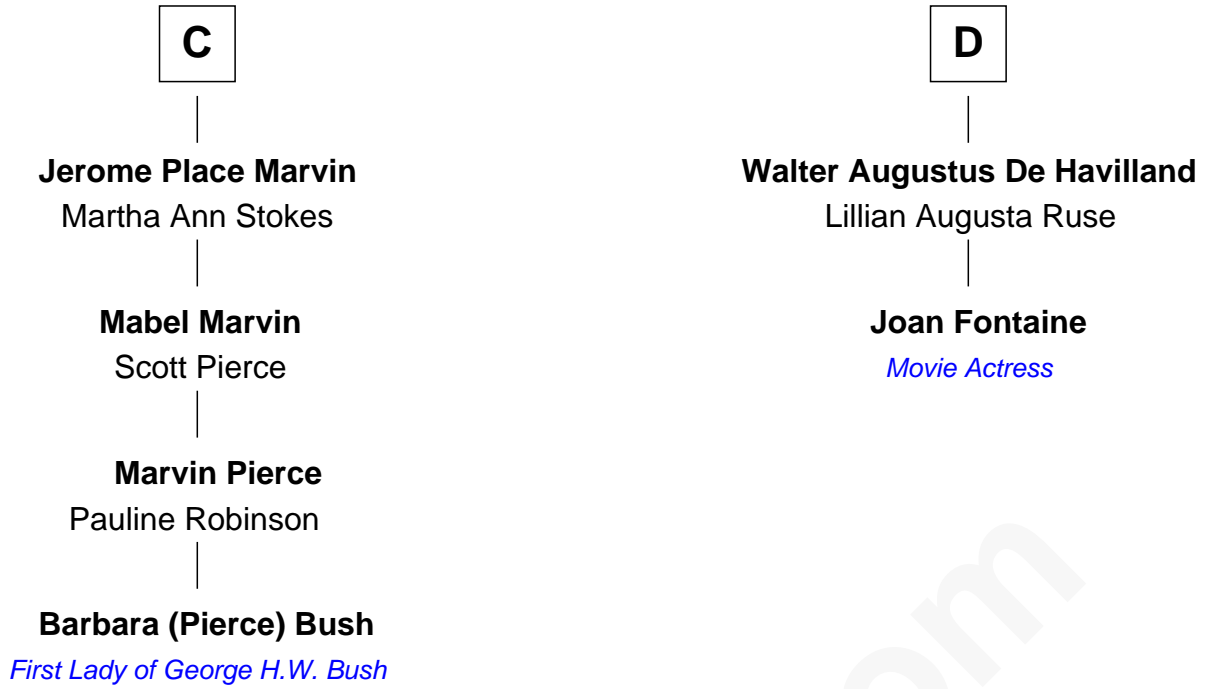 C
Jerome Place Marvin
Martha Ann Stokes
Mabel Marvin
Scott Pierce
Marvin Pierce
Pauline Robinson
Barbara (Pierce) Bush
First Lady of George H.W. Bush
D
Walter Augustus De Havilland
Lillian Augusta Ruse
Joan Fontaine
Movie Actress
om